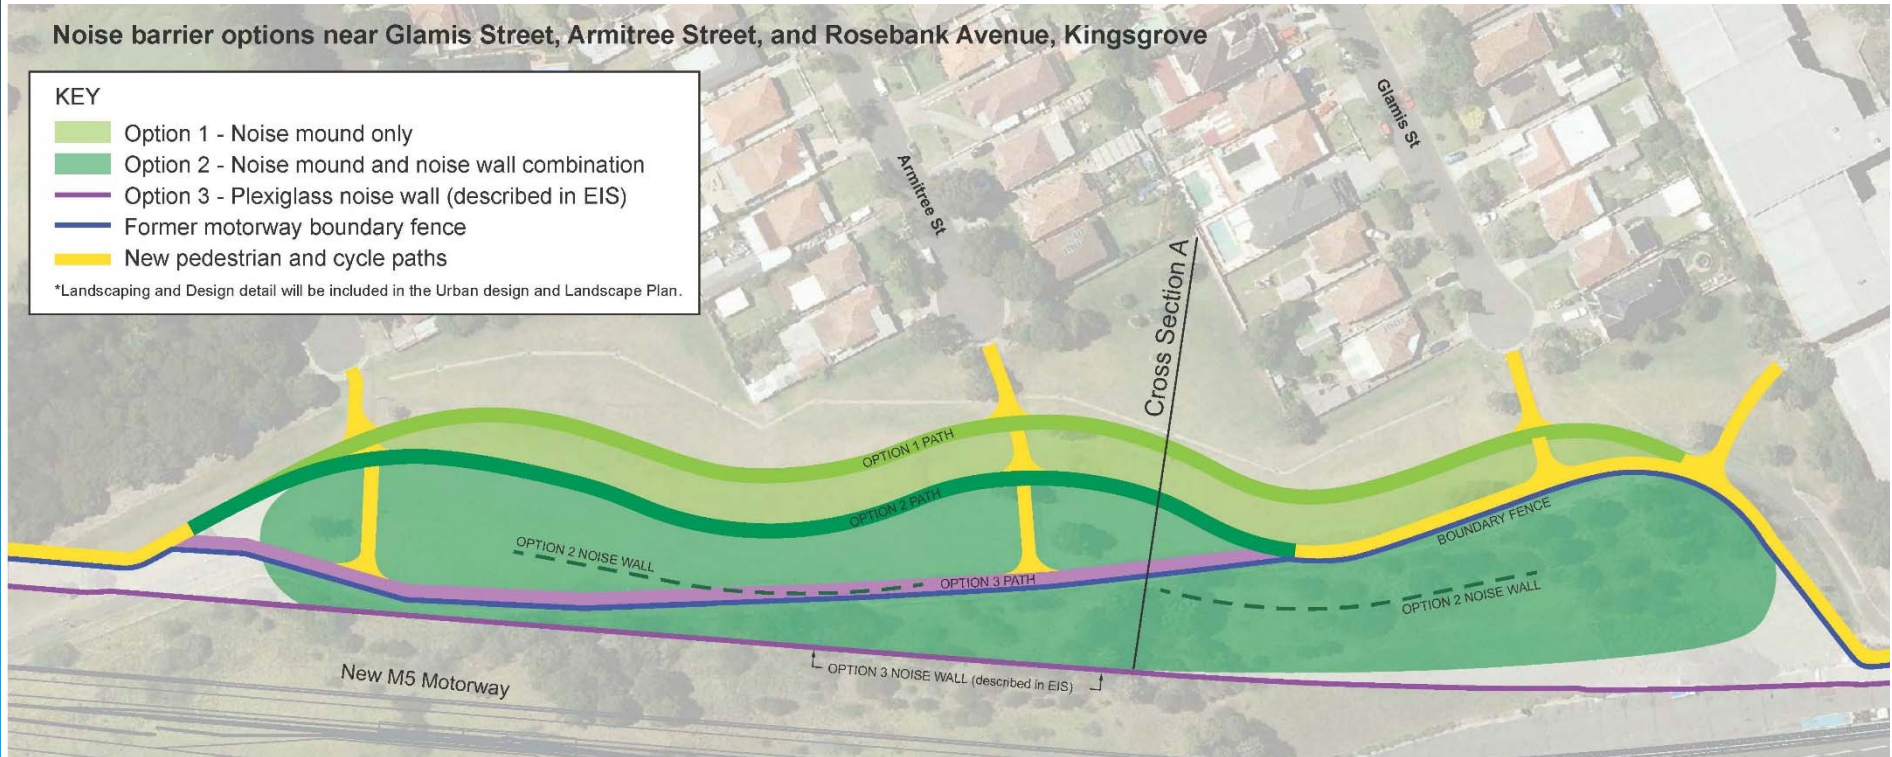 Noise barrier options near Glamis Street, Armitree Street, and Rosebank Avenue, Kingsgrove
KEY
Option 1 - Noise mound only
Option 2 - Noise mound and noise wall combination
Option 3 - Plexiglass noise wall (described in EIS)
Former motorway boundary fence
New pedestrian and cycle paths
*Landscaping and Design detail will be included in the Urban design and Landscape Plan.
Armitree St
Glamis St
Cross Section A
OPTION 1 PATH
OPTION 2 PATH
BOUNDARY FENCE
OPTION 2 NOISE WALL
OPTION 3 PATH
OPTION 2 NOISE WALL
OPTION 3 NOISE WALL (described in EIS)
New M5 Motorway